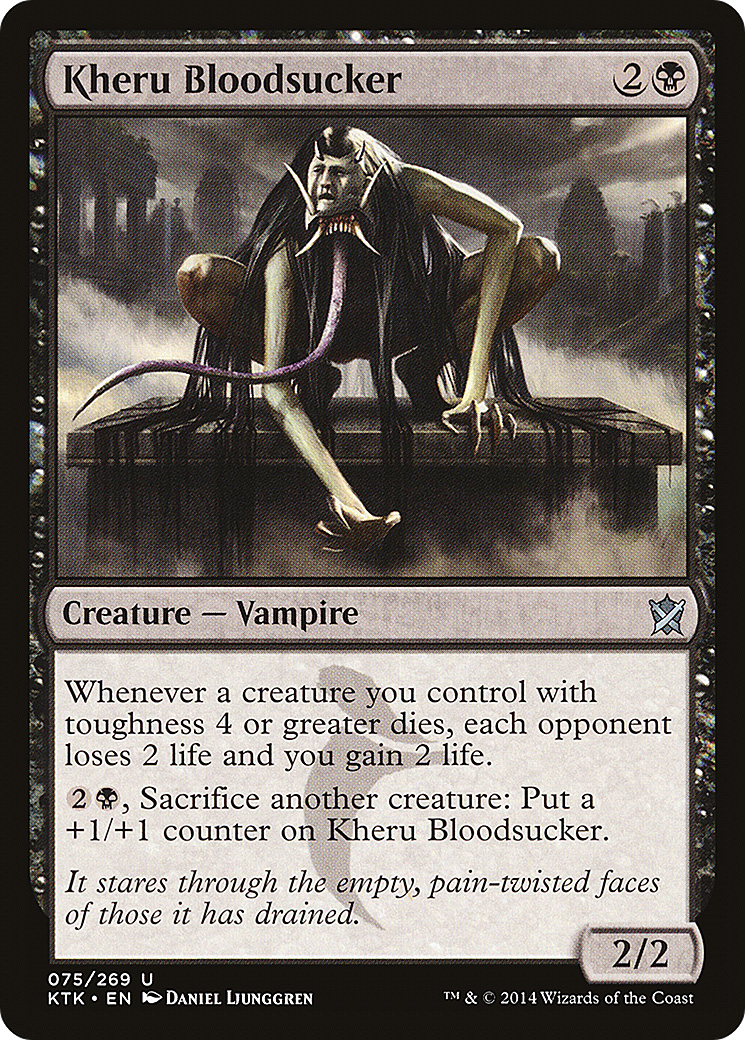 Kheru Bloodsucker 2
Creature — Vampire
Whenever a creature you control with
toughness 4 or greater dies, each opponent
loses 2 life and you gain 2 life.
2, Sacrifice another creature: Put a
+1/+1 counter on Kheru Bloodsucker.
It stares through the empty, pain-twisted faces
of those it has drained.
2/2
075/269 U
KTK • EN Daniel Ljunggren ™ & © 2014 Wizards of the Coast